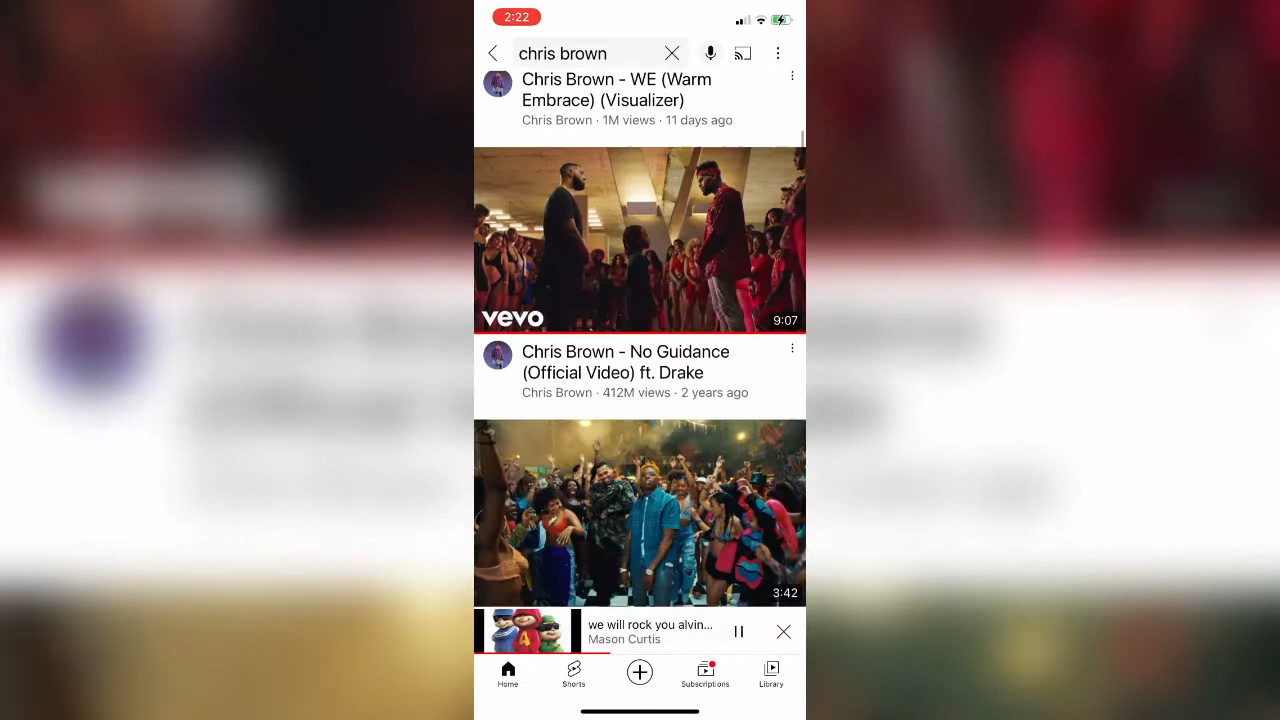 2:22
chris brown
Chris Brown - WE (Warm
Embrace) (Visualizer)
Chris Brown · 1M views · 11 days ago
vevo
9:07
Chris Brown - No Guidance
(Official Video) ft. Drake
Chris Brown · 412M views · 2 years ago
3:42
we will rock you alvin...
Mason Curtis
Home
Shorts
Subscriptions
Library